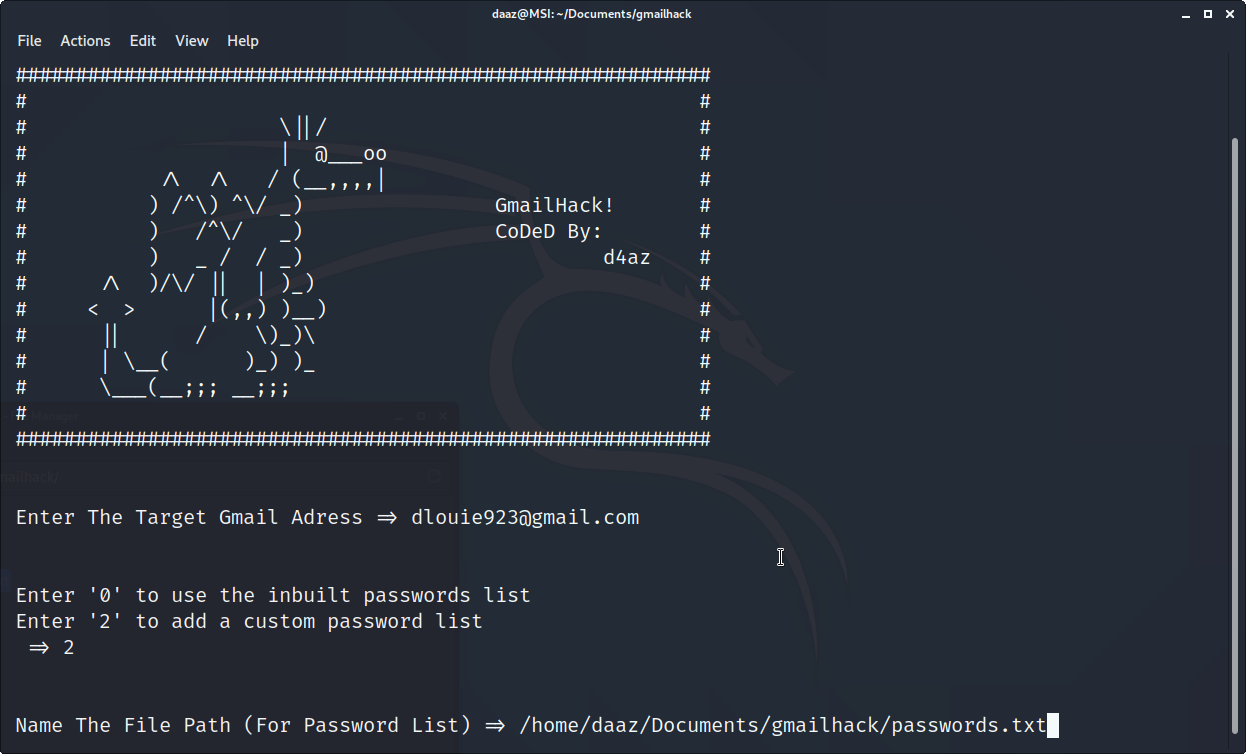 daaz@MSI: ~/Documents/gmailhack
File Actions Edit View Help
##########################################################
#                                                        #
#                     \||/                               #
#                     |  @___oo                          #
#           /\  /\   / (__,,,,|                          #
#          ) /^\) ^\/ _)                GmailHack!       #
#          )   /^\/   _)                CoDeD By:        #
#          )   _ /  / _)                         d4az    #
#      /\  )/\/ ||  | )_)                                #
#     <  >      |(,,) )__)                               #
#      ||      /    \)_)\                                #
#      | \__(      )_) )_                                #
#      \___(__;;; __;;;                                  #
#                                                        #
##########################################################
Enter The Target Gmail Adress => dlouie923@gmail.com
Enter '0' to use the inbuilt passwords list
Enter '2' to add a custom password list
=> 2
Name The File Path (For Password List) => /home/daaz/Documents/gmailhack/passwords.txt